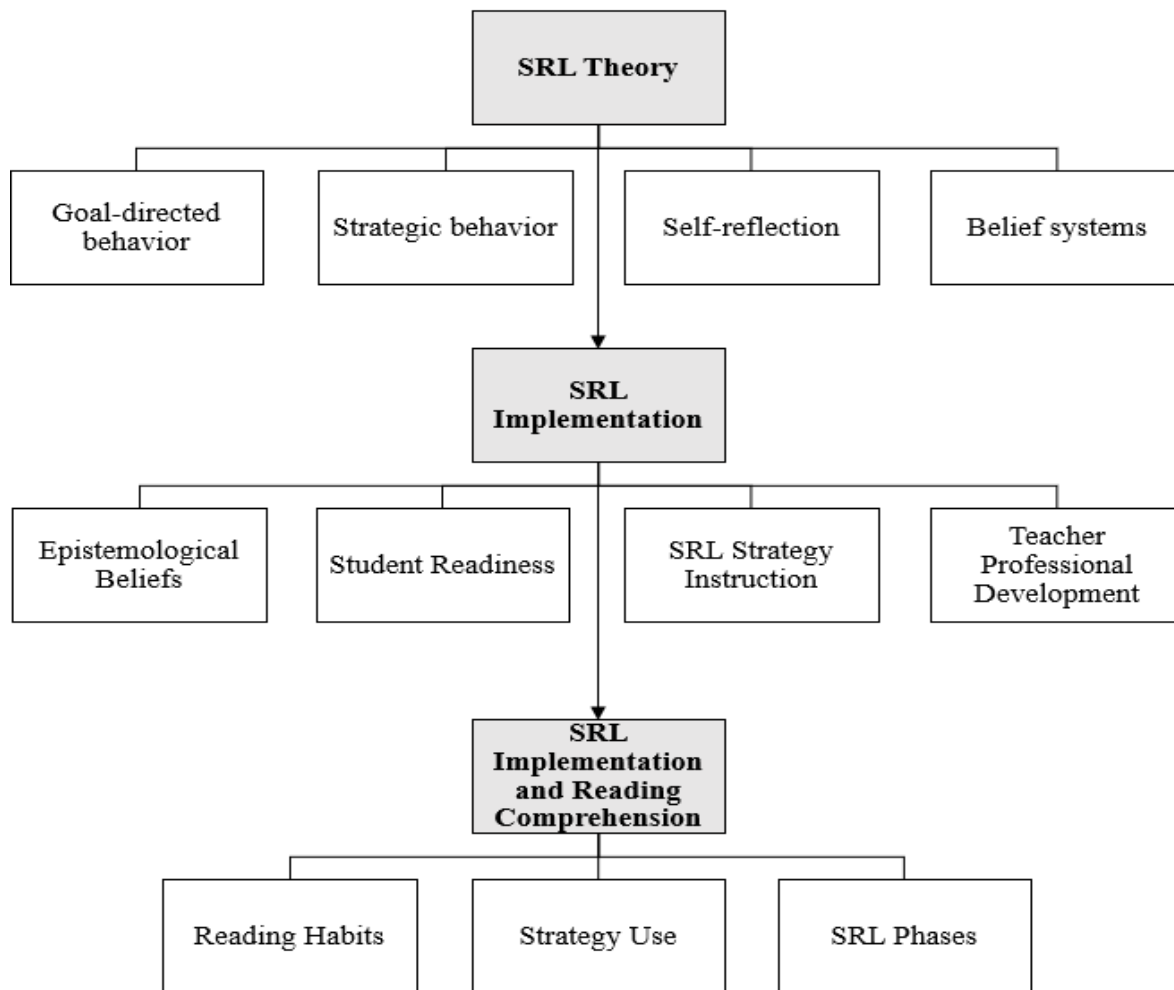 SRL Theory
Goal-directed
behavior
Strategic behavior
Self-reflection
Belief systems
SRL
Implementation
Epistemological
Beliefs
Student Readiness
SRL Strategy
Instruction
Teacher
Professional
Development
SRL
Implementation
and Reading
Comprehension
Reading Habits
Strategy Use
SRL Phases